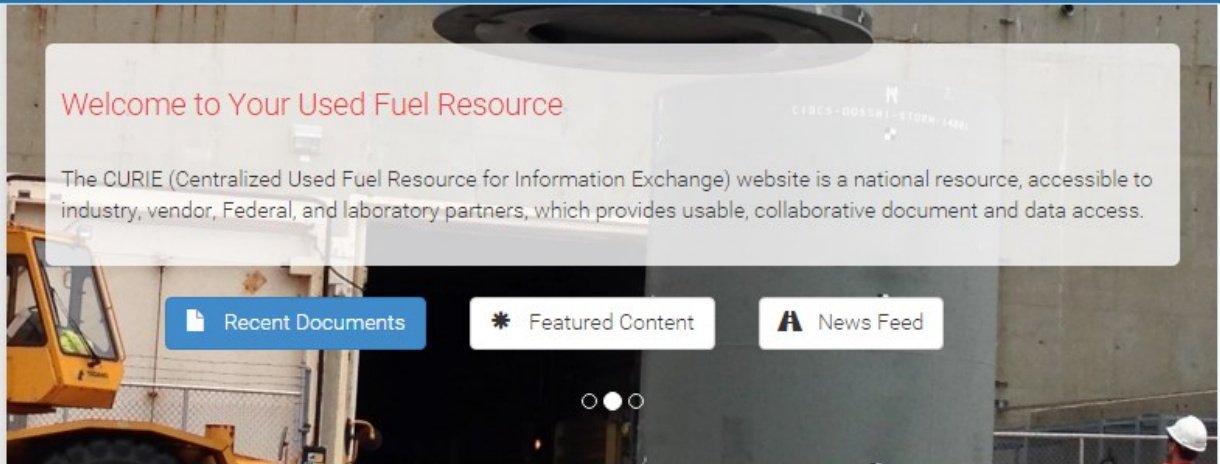 Welcome to Your Used Fuel Resource
The CURIE (Centralized Used Fuel Resource for Information Exchange) website is a national resource, accessible to
industry, vendor, Federal, and laboratory partners, which provides usable, collaborative document and data access.
Recent Documents
Featured Content
News Feed